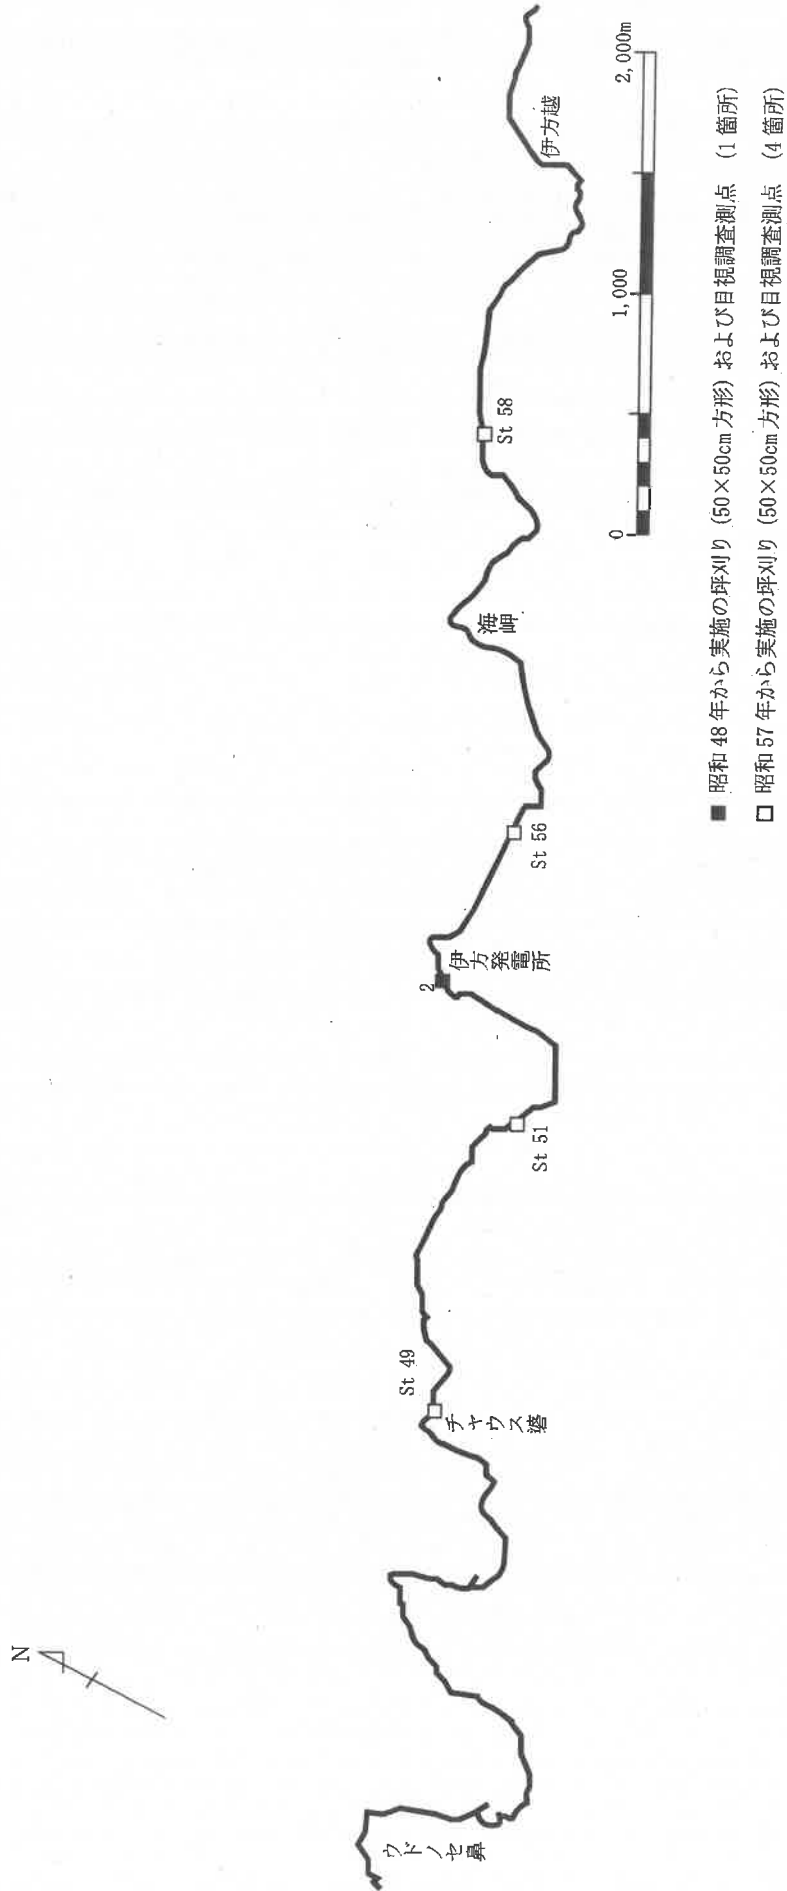 N
ウドノセ鼻
チャウス碆
St 49
St 51
2
伊方発電所
St 56
海岬
St 58
伊方越
0
1,000
2,000m
■ 昭和48年から実施の坪刈り (50×50cm方形) および目視調査測点 (1箇所)
□ 昭和57年から実施の坪刈り (50×50cm方形) および目視調査測点 (4箇所)